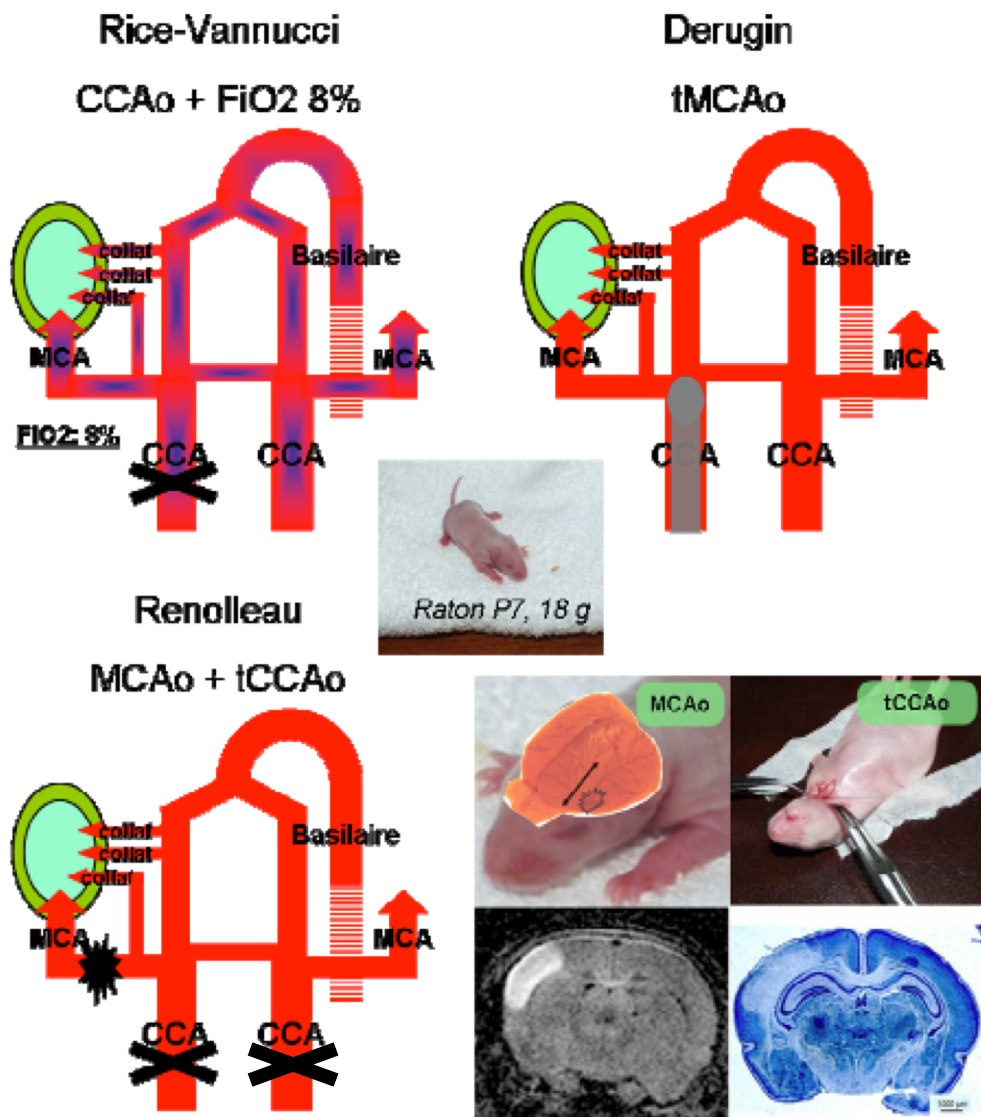 Rice-Vannucci
CCAo + FiO2 8%
collat
collat
collat
Basilaire
MCA
MCA
FiO2: 8%
CCA
CCA
Derugin
tMCAo
collat
collat
collat
Basilaire
MCA
MCA
CCA
CCA
Raton P7, 18 g
Renolleau
MCAo + tCCAo
collat
collat
collat
Basilaire
MCA
MCA
CCA
CCA
MCAo
tCCAo
1000 µm